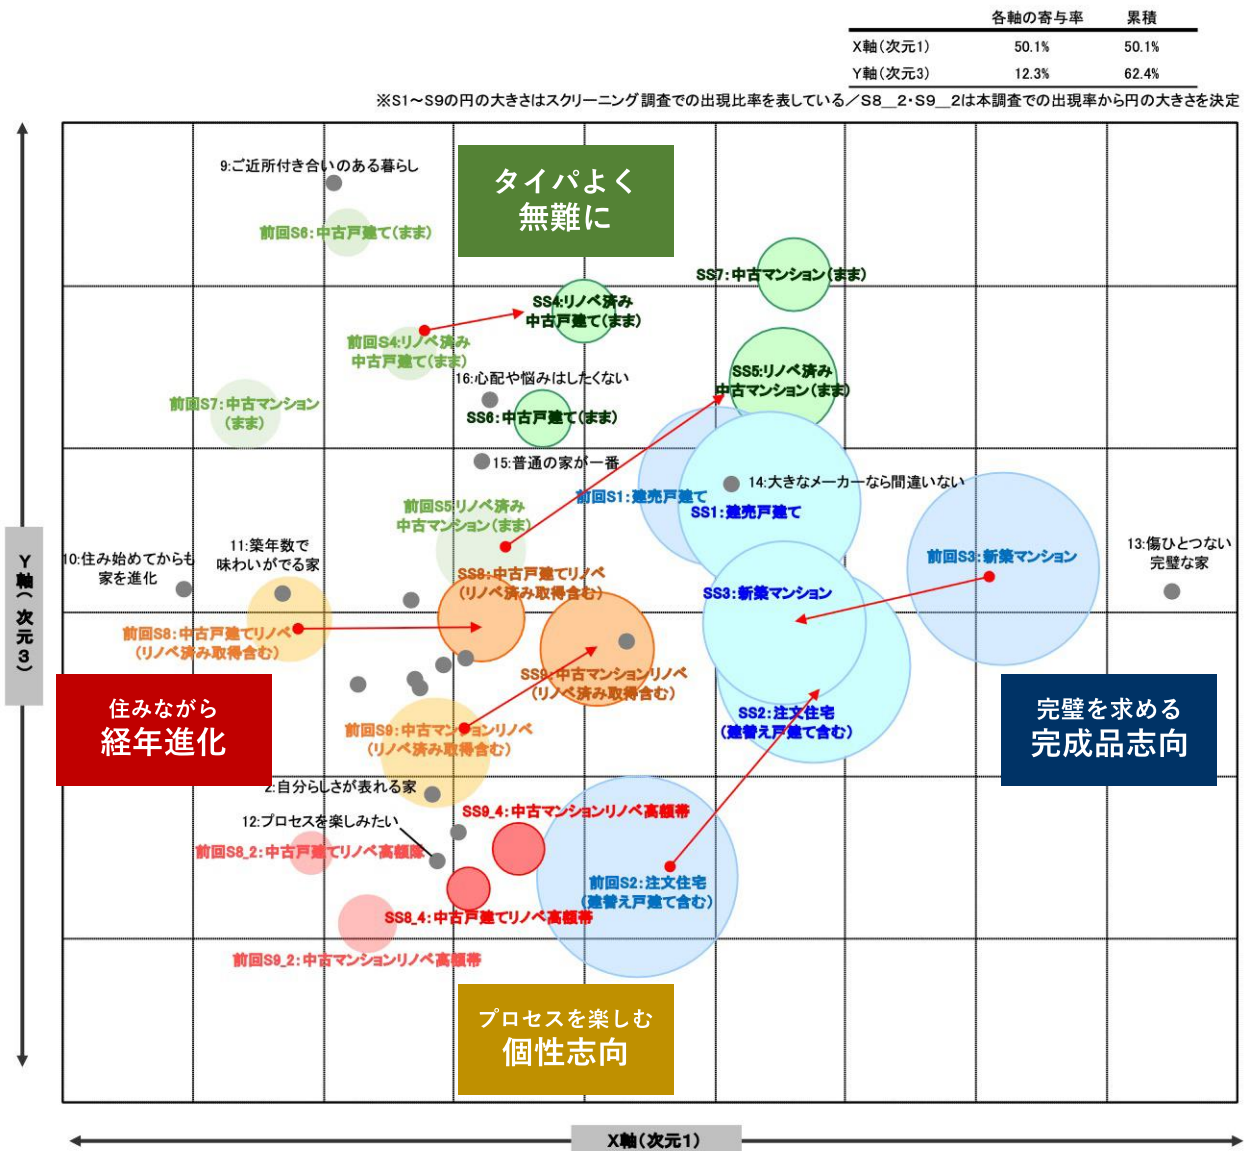 各軸の寄与率 累積
X軸(次元1) 50.1% 50.1%
Y軸(次元3) 12.3% 62.4%
※S1～S9の円の大きさはスクリーニング調査での出現比率を表している／S8＿2・S9＿2は本調査での出現率から円の大きさを決定
9:ご近所付き合いのある暮らし
タイパよく
無難に
前回S6:中古戸建て(まま)
SS7:中古マンション(まま)
SS4:リノベ済み
中古戸建て(まま)
前回S4:リノベ済み
中古戸建て(まま)
16:心配や悩みはしたくない
SS5:リノベ済み
中古マンション(まま)
前回S7:中古マンション
(まま)
SS6:中古戸建て(まま)
15:普通の家が一番
14:大きなメーカーなら間違いない
前回S1:建売戸建て
SS1:建売戸建て
前回S5:リノベ済み
中古マンション(まま)
10:住み始めてからも
家を進化
11:築年数で
味わいがでる家
13:傷ひとつない
完璧な家
前回S3:新築マンション
SS8:中古戸建てリノベ
(リノベ済み取得含む)
SS3:新築マンション
前回S8:中古戸建てリノベ
(リノベ済み取得含む)
SS9:中古マンションリノベ
(リノベ済み取得含む)
Y軸(次元3)
住みながら
経年進化
完璧を求める
完成品志向
SS2:注文住宅
(建替え戸建て含む)
前回S9:中古マンションリノベ
(リノベ済み取得含む)
2:自分らしさが表れる家
12:プロセスを楽しみたい
SS9_4:中古マンションリノベ高額帯
前回S8_2:中古戸建てリノベ高額隊
前回S2:注文住宅
(建替え戸建て含む)
SS8_4:中古戸建てリノベ高額帯
前回S9_2:中古マンションリノベ高額帯
プロセスを楽しむ
個性志向
X軸(次元1)